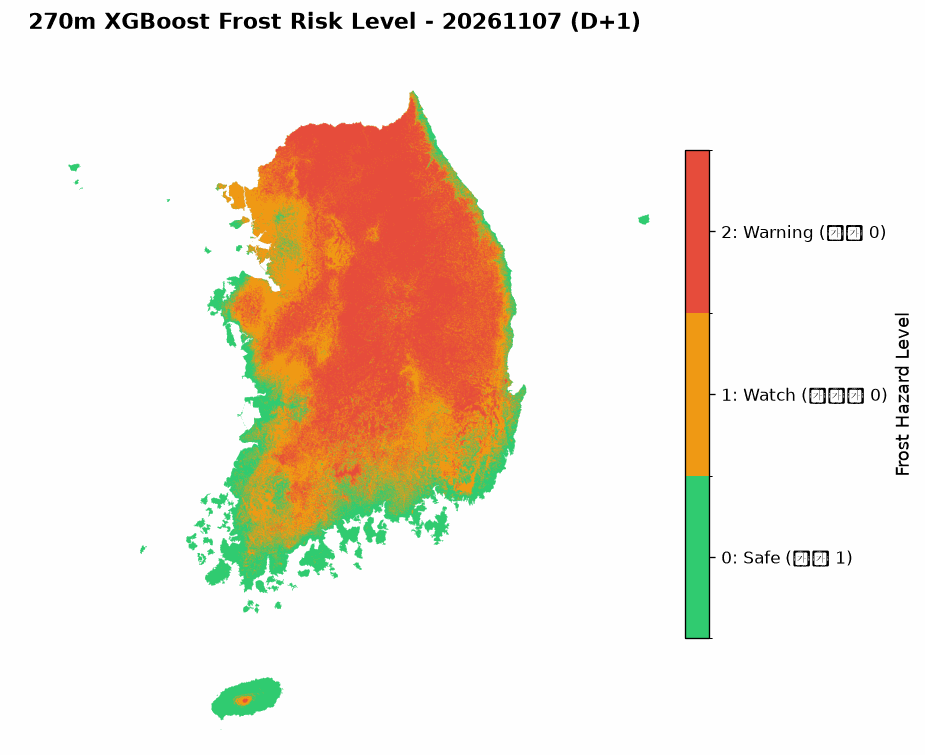 270m XGBoost Frost Risk Level - 20261107 (D+1)
2: Warning ( 0)
1: Watch ( 0)
0: Safe ( 1)
Frost Hazard Level